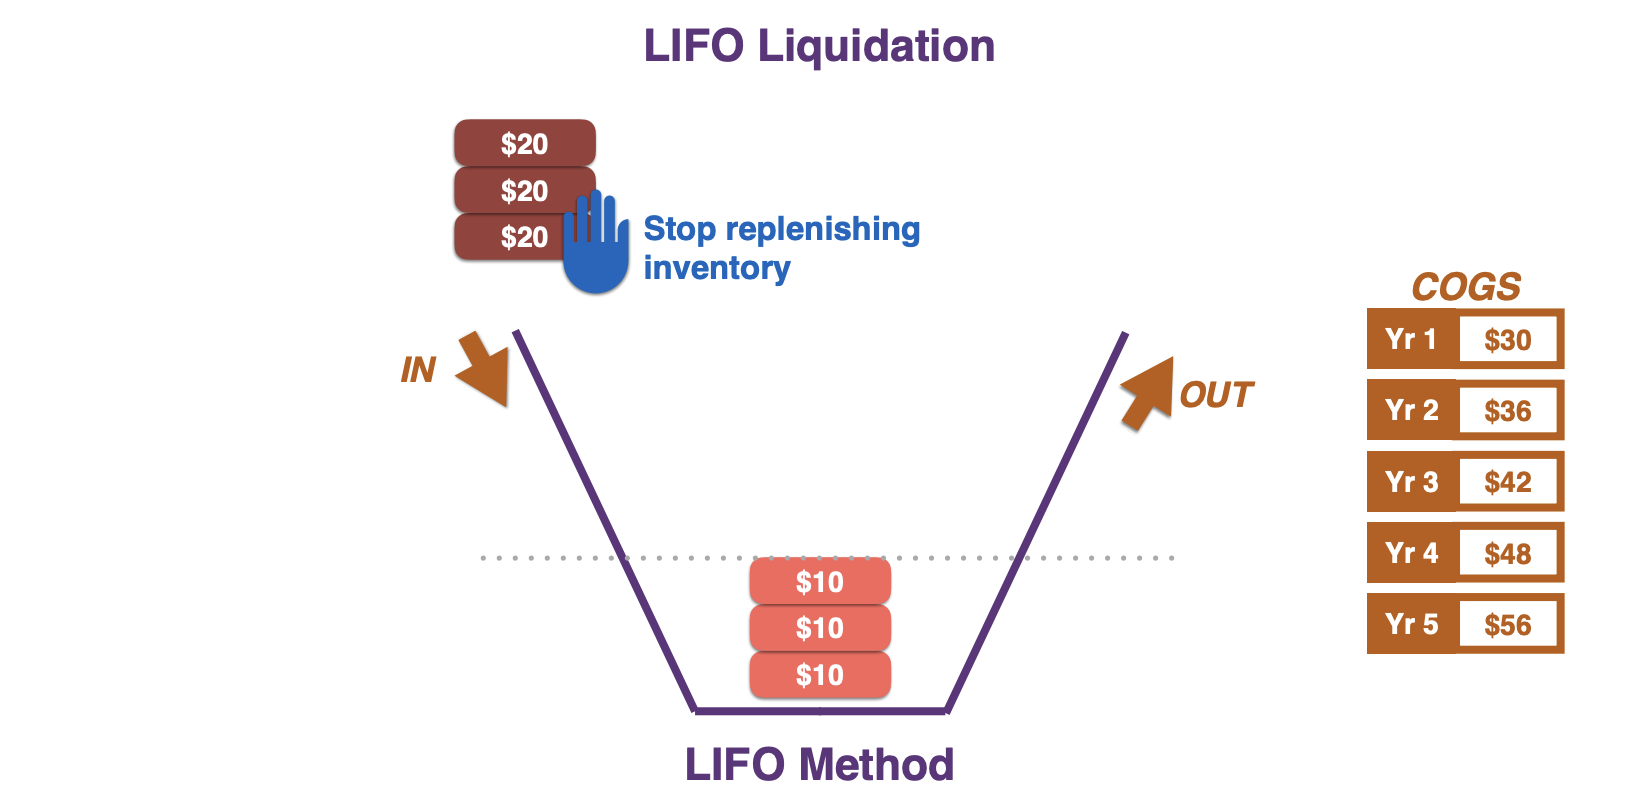 LIFO Liquidation
$20
$20
$20
Stop replenishing
inventory
IN
OUT
$10
$10
$10
LIFO Method
COGS
Yr 1 $30
Yr 2 $36
Yr 3 $42
Yr 4 $48
Yr 5 $56